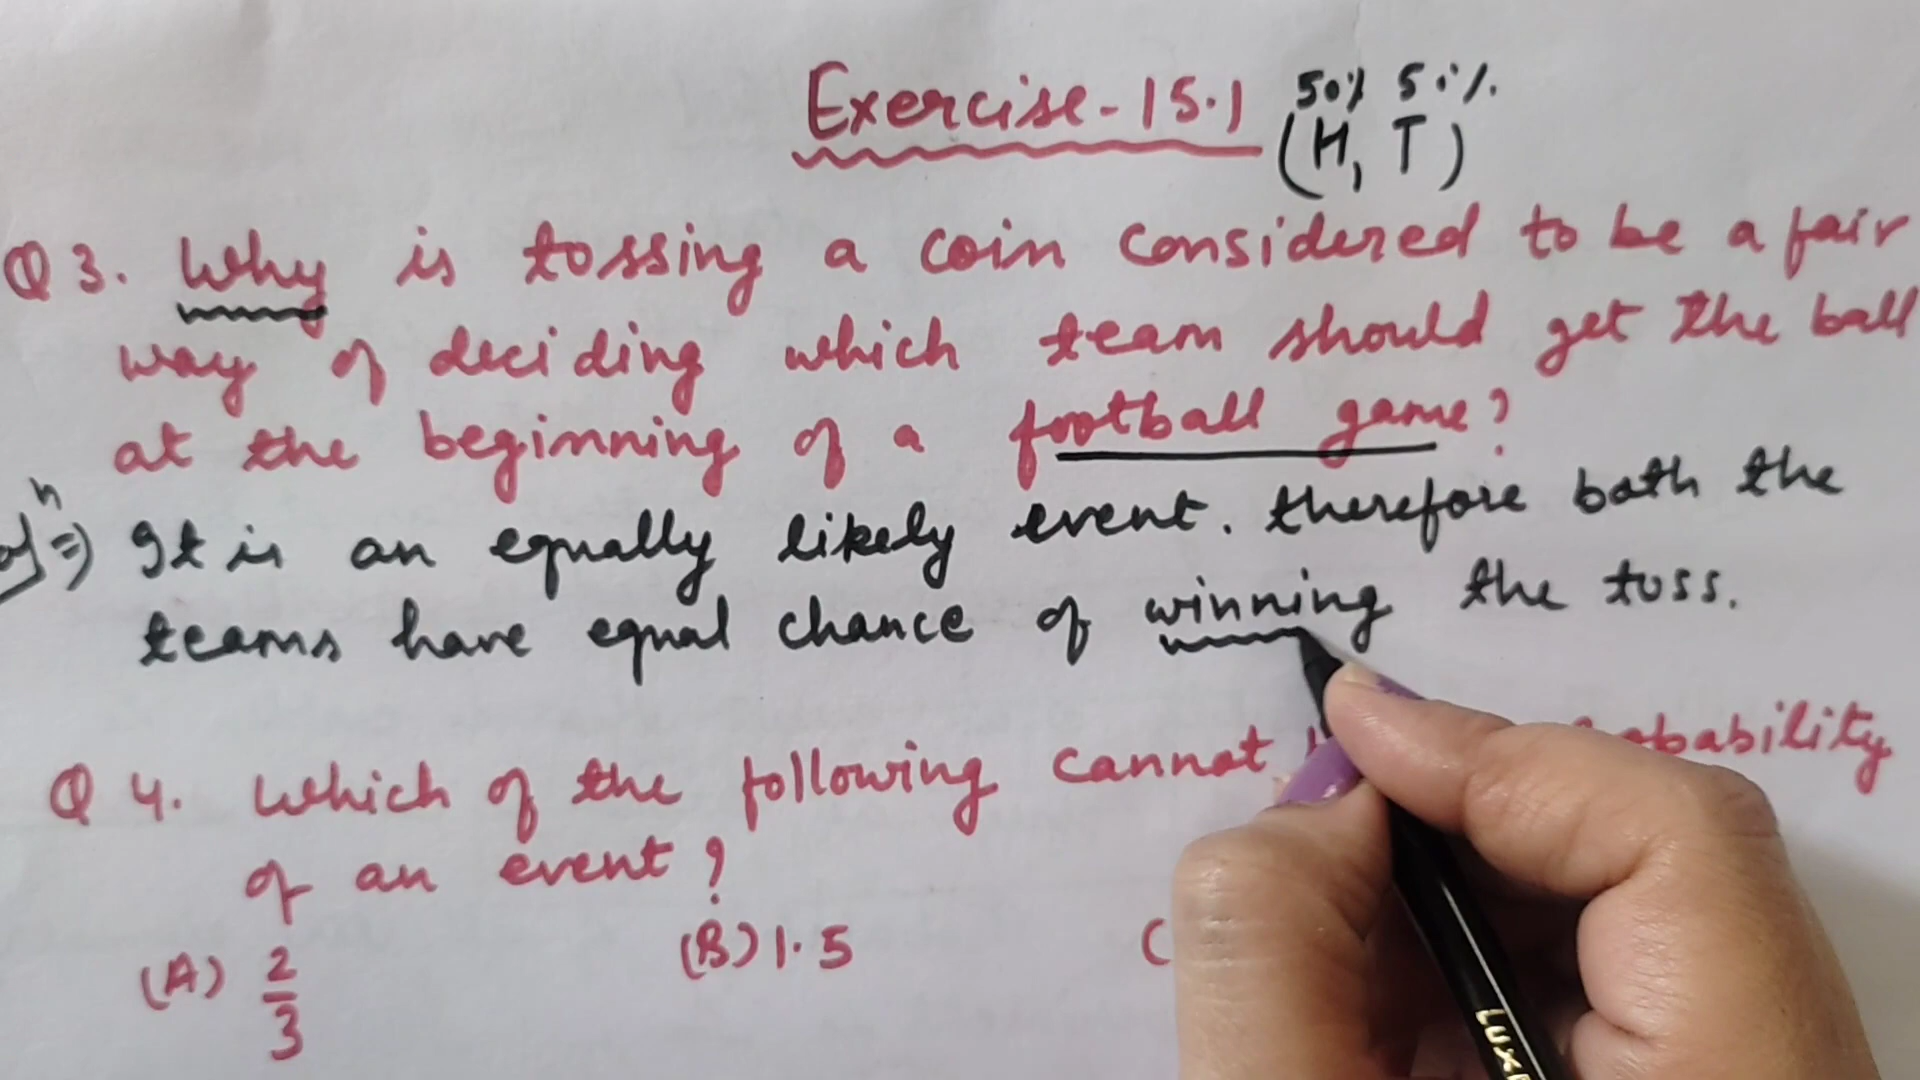 Exercise-15.1
50% 50%.
(H, T)
Q 3. Why is tossing a coin considered to be a fair
way of deciding which team should get the ball
at the beginning of a football game?
It is an equally likely event. therefore both the
teams have equal chance of winning the toss.
Q 4. Which of the following cannot
of an event?
(A) 2/3 (B) 1.5 (
LUX